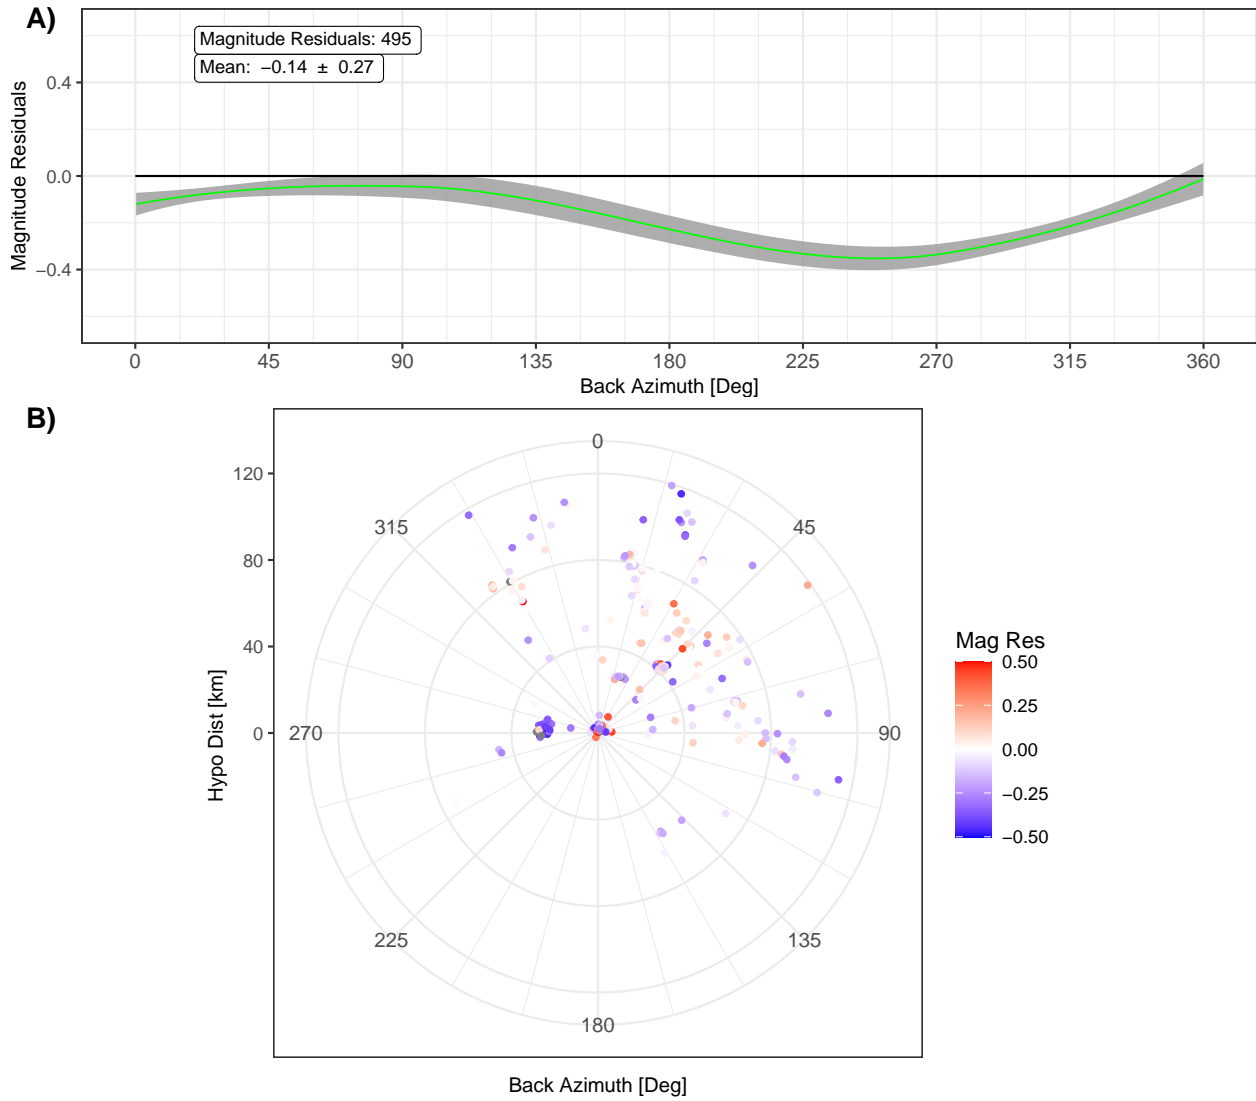 A)
Magnitude Residuals: 495
Mean: −0.14 ± 0.27
Magnitude Residuals
0.4
0.0
−0.4
0 45 90 135 180 225 270 315 360
Back Azimuth [Deg]
B)
Hypo Dist [km]
120
80
40
0
0
45
90
135
180
225
270
315
Back Azimuth [Deg]
Mag Res
0.50
0.25
0.00
−0.25
−0.50